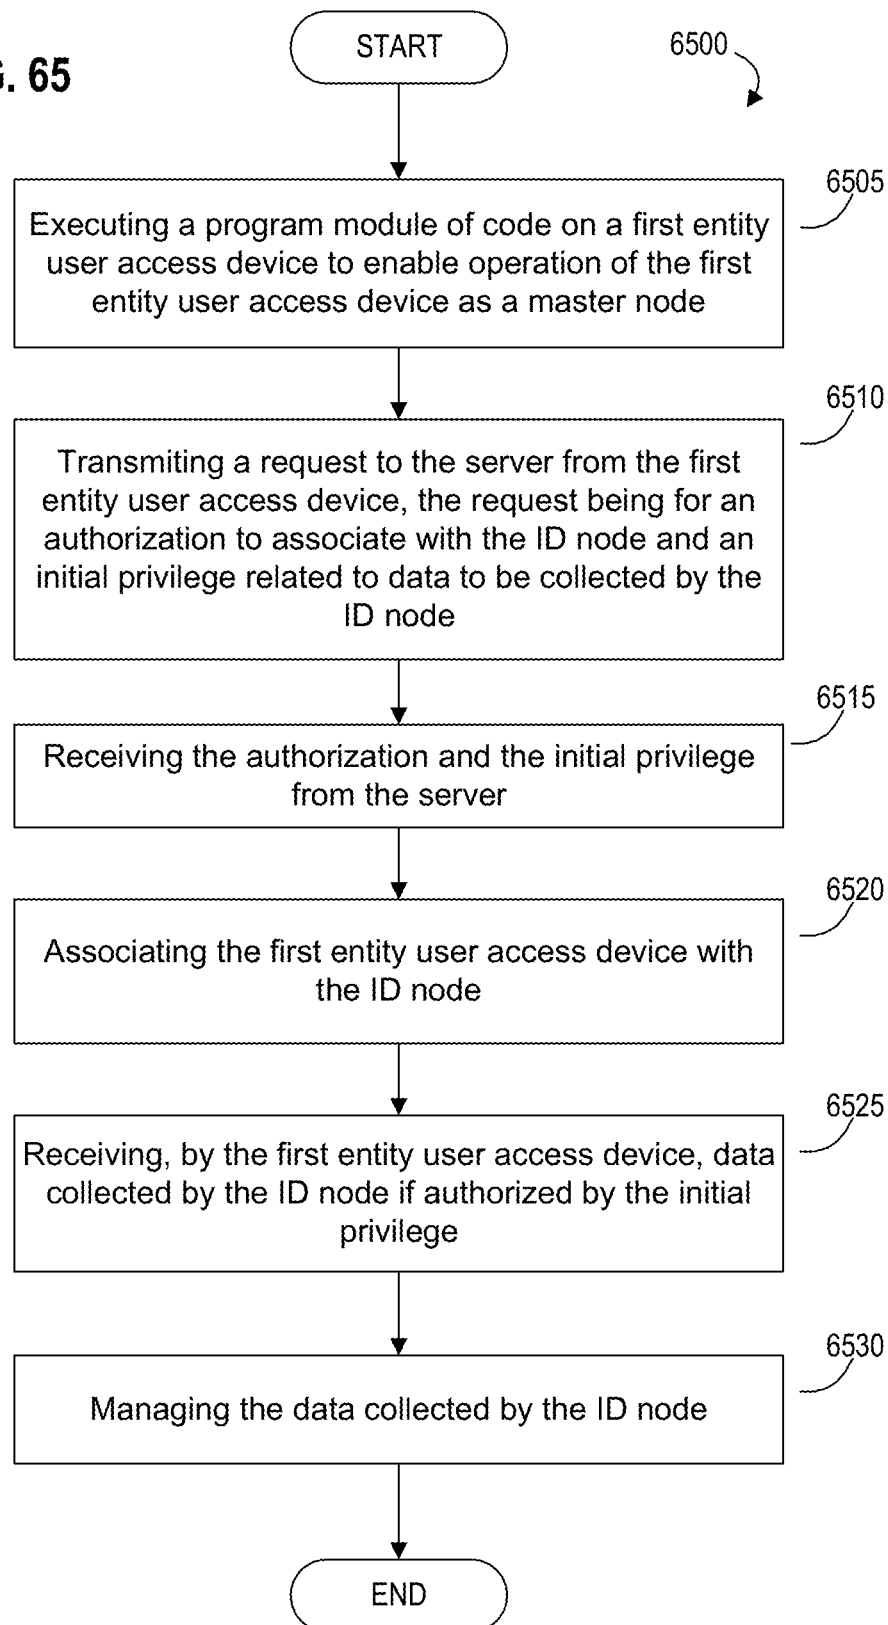 START
6500
G. 65
6505
Executing a program module of code on a first entity
user access device to enable operation of the first
entity user access device as a master node
6510
Transmiting a request to the server from the first
entity user access device, the request being for an
authorization to associate with the ID node and an
initial privilege related to data to be collected by the
ID node
6515
Receiving the authorization and the initial privilege
from the server
6520
Associating the first entity user access device with
the ID node
6525
Receiving, by the first entity user access device, data
collected by the ID node if authorized by the initial
privilege
6530
Managing the data collected by the ID node
END